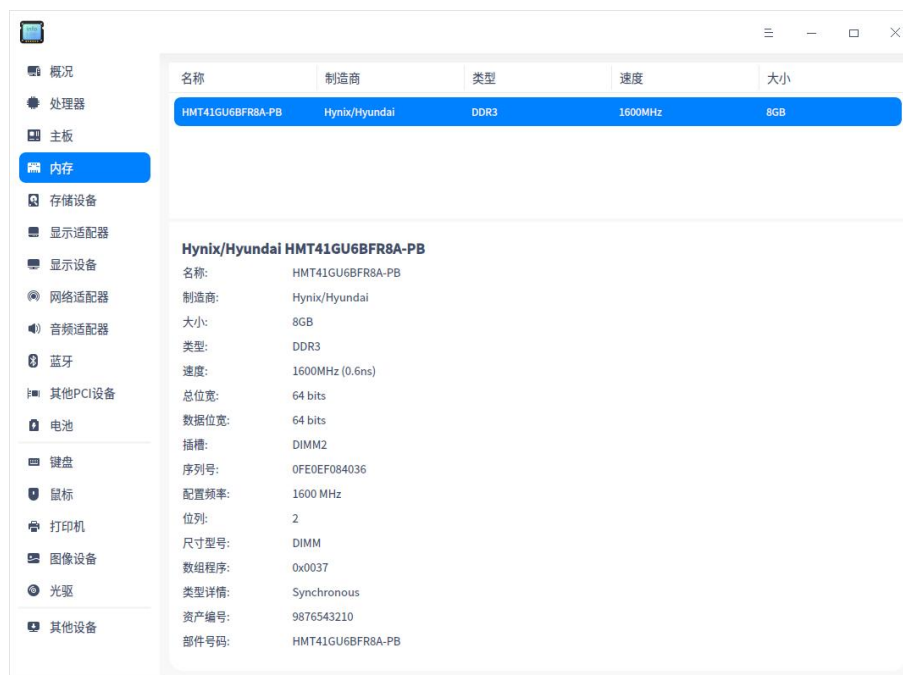 概况
处理器
主板
内存
存储设备
显示适配器
显示设备
网络适配器
音频适配器
蓝牙
其他PCI设备
电池
键盘
鼠标
打印机
图像设备
光驱
其他设备
名称 制造商 类型 速度 大小
HMT41GU6BFR8A-PB Hynix/Hyundai DDR3 1600MHz 8GB
Hynix/Hyundai HMT41GU6BFR8A-PB
名称: HMT41GU6BFR8A-PB
制造商: Hynix/Hyundai
大小: 8GB
类型: DDR3
速度: 1600MHz (0.6ns)
总位宽: 64 bits
数据位宽: 64 bits
插槽: DIMM2
序列号: 0FE0EF084036
配置频率: 1600 MHz
位列: 2
尺寸型号: DIMM
数组程序: 0x0037
类型详情: Synchronous
资产编号: 9876543210
部件号码: HMT41GU6BFR8A-PB